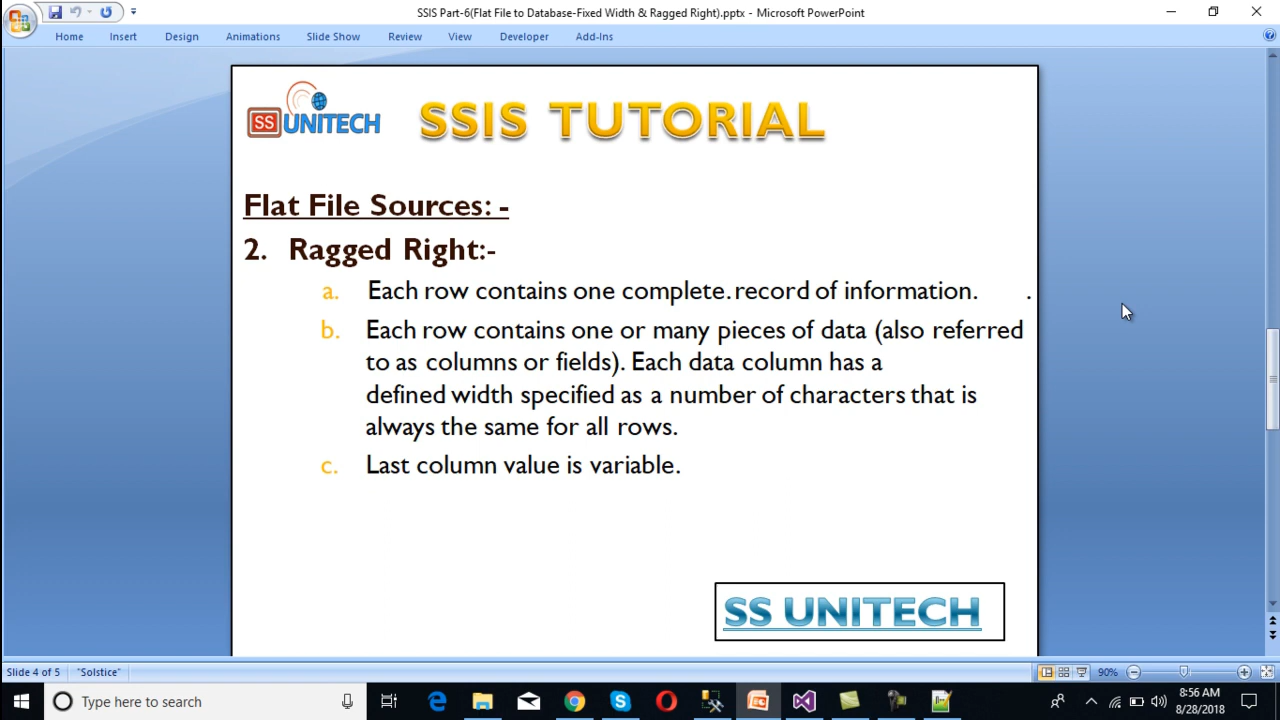 SSIS Part-6(Flat File to Database-Fixed Width & Ragged Right).pptx - Microsoft PowerPoint
Home Insert Design Animations Slide Show Review View Developer Add-Ins
SS UNITECH
SSIS TUTORIAL
Flat File Sources: -
2. Ragged Right:-
a. Each row contains one complete.record of information. .
b. Each row contains one or many pieces of data (also referred
to as columns or fields). Each data column has a
defined width specified as a number of characters that is
always the same for all rows.
c. Last column value is variable.
SS UNITECH
Slide 4 of 5 "Solstice" 90%
Type here to search
8:56 AM
8/28/2018